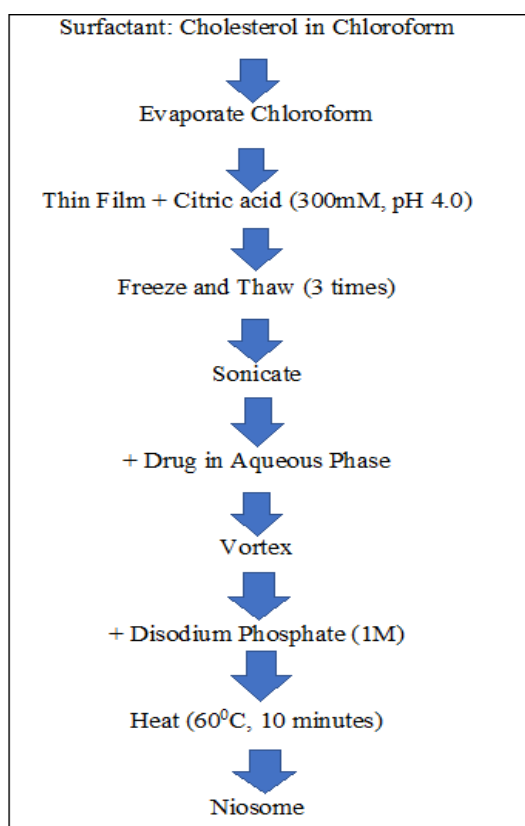 Surfactant: Cholesterol in Chloroform
Evaporate Chloroform
Thin Film + Citric acid (300mM, pH 4.0)
Freeze and Thaw (3 times)
Sonicate
+ Drug in Aqueous Phase
Vortex
+ Disodium Phosphate (1M)
Heat (60⁰C, 10 minutes)
Niosome